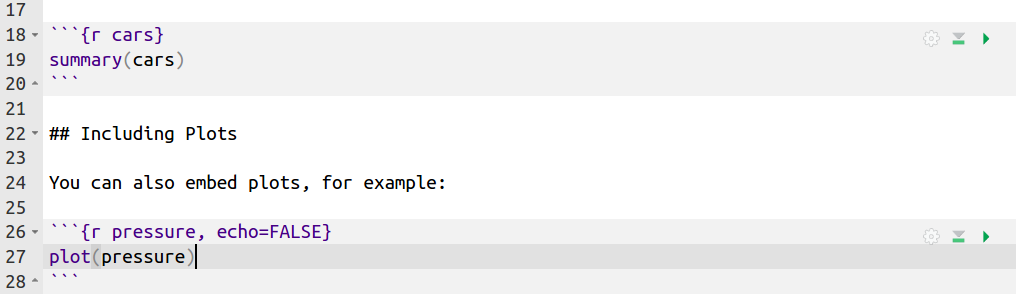 17
18 ```{r cars}
19 summary(cars)
20 ```
21
22 ## Including Plots
23
24 You can also embed plots, for example:
25
26 ```{r pressure, echo=FALSE}
27 plot(pressure)
28 ```